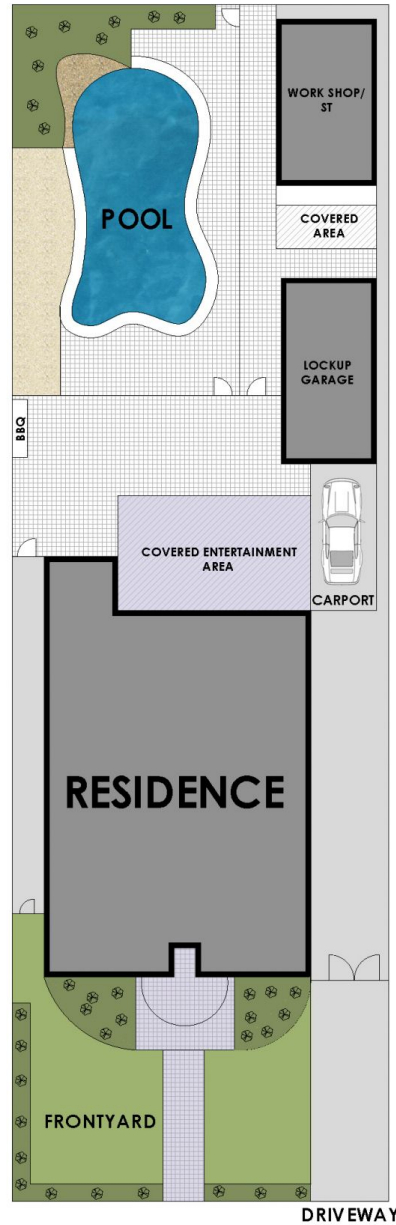 WORK SHOP/
ST
POOL
COVERED
AREA
LOCKUP
GARAGE
BBQ
COVERED ENTERTAINMENT
AREA
CARPORT
RESIDENCE
FRONTYARD
DRIVEWAY